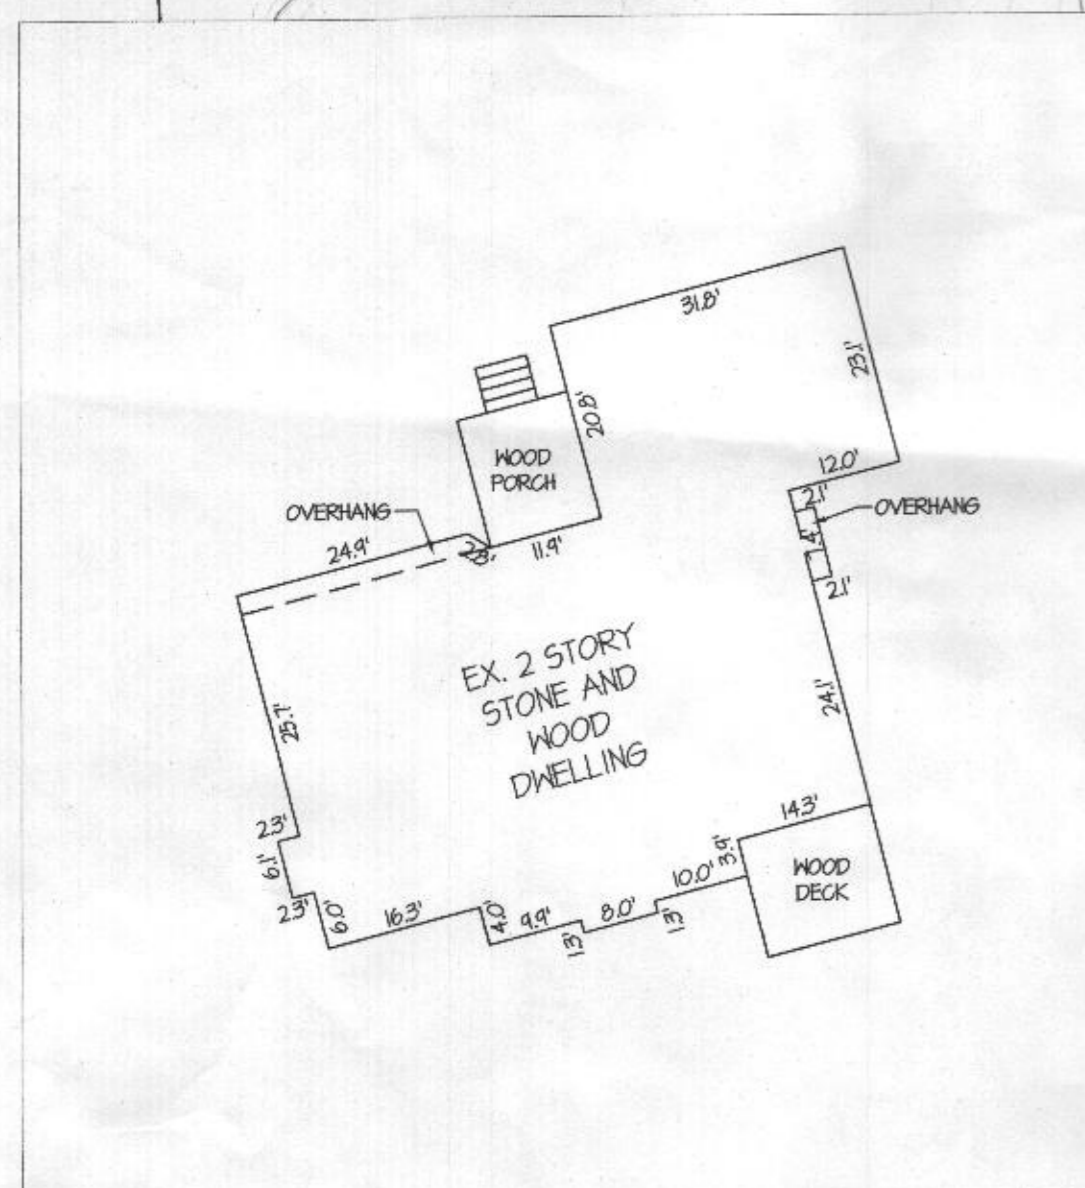 31.8'
23.1'
20.8'
WOOD
PORCH
12.0'
2.1'
OVERHANG
OVERHANG
7.4'
24.9'
11.9'
2.1'
EX. 2 STORY
STONE AND
WOOD
DWELLING
25.7'
24.1'
14.3'
2.3'
3.9'
6.1'
WOOD
DECK
10.0'
2.3'
6.0'
16.3'
4.0'
9.9'
8.0'
1.3'
1.3'